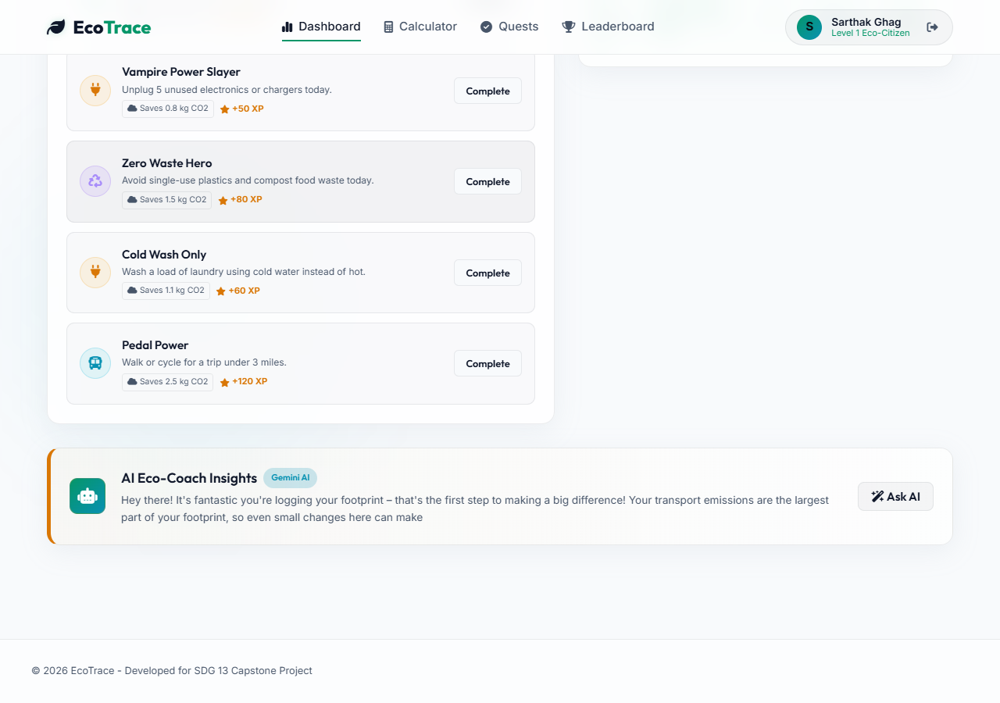 EcoTrace
Dashboard
Calculator
Quests
Leaderboard
S
Sarthak Ghag
Level 1 Eco-Citizen
Vampire Power Slayer
Unplug 5 unused electronics or chargers today.
Saves 0.8 kg CO2
+50 XP
Complete
Zero Waste Hero
Avoid single-use plastics and compost food waste today.
Saves 1.5 kg CO2
+80 XP
Complete
Cold Wash Only
Wash a load of laundry using cold water instead of hot.
Saves 1.1 kg CO2
+60 XP
Complete
Pedal Power
Walk or cycle for a trip under 3 miles.
Saves 2.5 kg CO2
+120 XP
Complete
AI Eco-Coach Insights
Gemini AI
Hey there! It's fantastic you're logging your footprint – that's the first step to making a big difference! Your transport emissions are the largest
part of your footprint, so even small changes here can make
Ask AI
© 2026 EcoTrace - Developed for SDG 13 Capstone Project